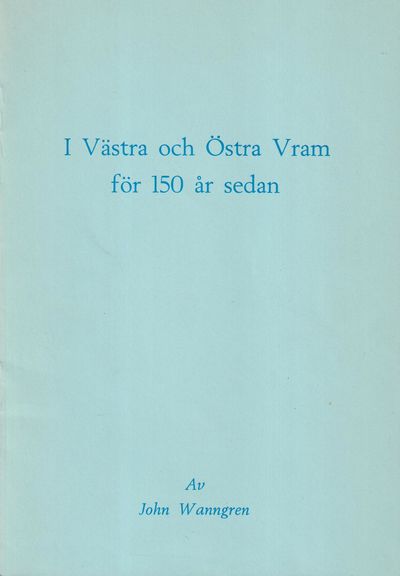 I Västra och Östra Vram
för 150 år sedan
Av
John Wanngren